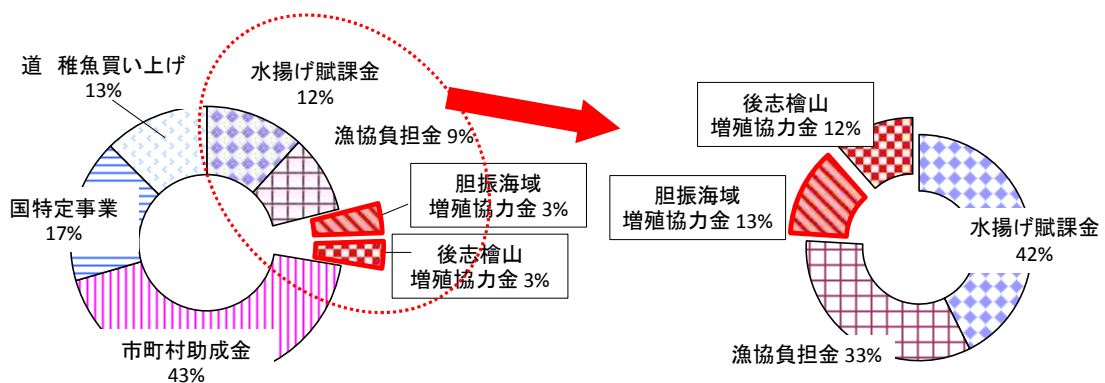 道 稚魚買い上げ
13%
水揚げ賦課金
12%
漁協負担金 9%
胆振海域
増殖協力金 3%
後志檜山
増殖協力金 3%
国特定事業
17%
市町村助成金
43%
後志檜山
増殖協力金 12%
胆振海域
増殖協力金 13%
水揚げ賦課金
42%
漁協負担金 33%